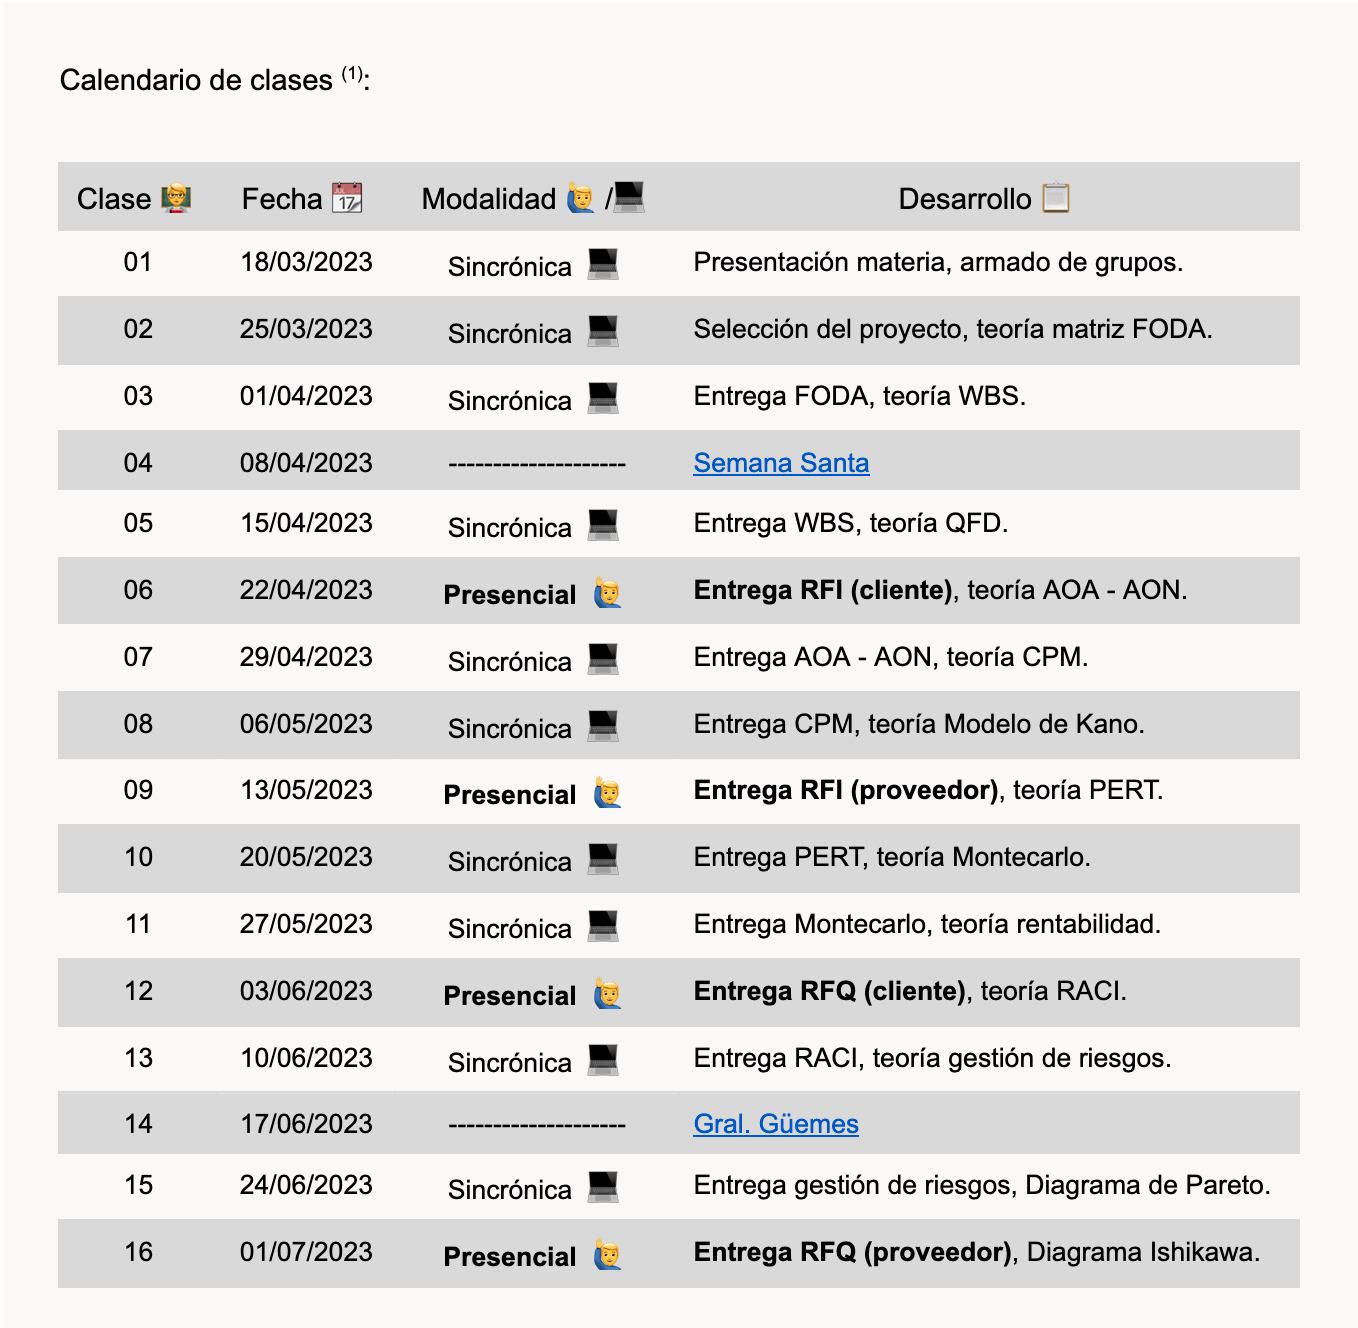 Calendario de clases (1):
Clase Fecha Modalidad / Desarrollo
01 18/03/2023 Sincrónica Presentación materia, armado de grupos.
02 25/03/2023 Sincrónica Selección del proyecto, teoría matriz FODA.
03 01/04/2023 Sincrónica Entrega FODA, teoría WBS.
04 08/04/2023 -------------------- Semana Santa
05 15/04/2023 Sincrónica Entrega WBS, teoría QFD.
06 22/04/2023 Presencial Entrega RFI (cliente), teoría AOA - AON.
07 29/04/2023 Sincrónica Entrega AOA - AON, teoría CPM.
08 06/05/2023 Sincrónica Entrega CPM, teoría Modelo de Kano.
09 13/05/2023 Presencial Entrega RFI (proveedor), teoría PERT.
10 20/05/2023 Sincrónica Entrega PERT, teoría Montecarlo.
11 27/05/2023 Sincrónica Entrega Montecarlo, teoría rentabilidad.
12 03/06/2023 Presencial Entrega RFQ (cliente), teoría RACI.
13 10/06/2023 Sincrónica Entrega RACI, teoría gestión de riesgos.
14 17/06/2023 -------------------- Gral. Güemes
15 24/06/2023 Sincrónica Entrega gestión de riesgos, Diagrama de Pareto.
16 01/07/2023 Presencial Entrega RFQ (proveedor), Diagrama Ishikawa.